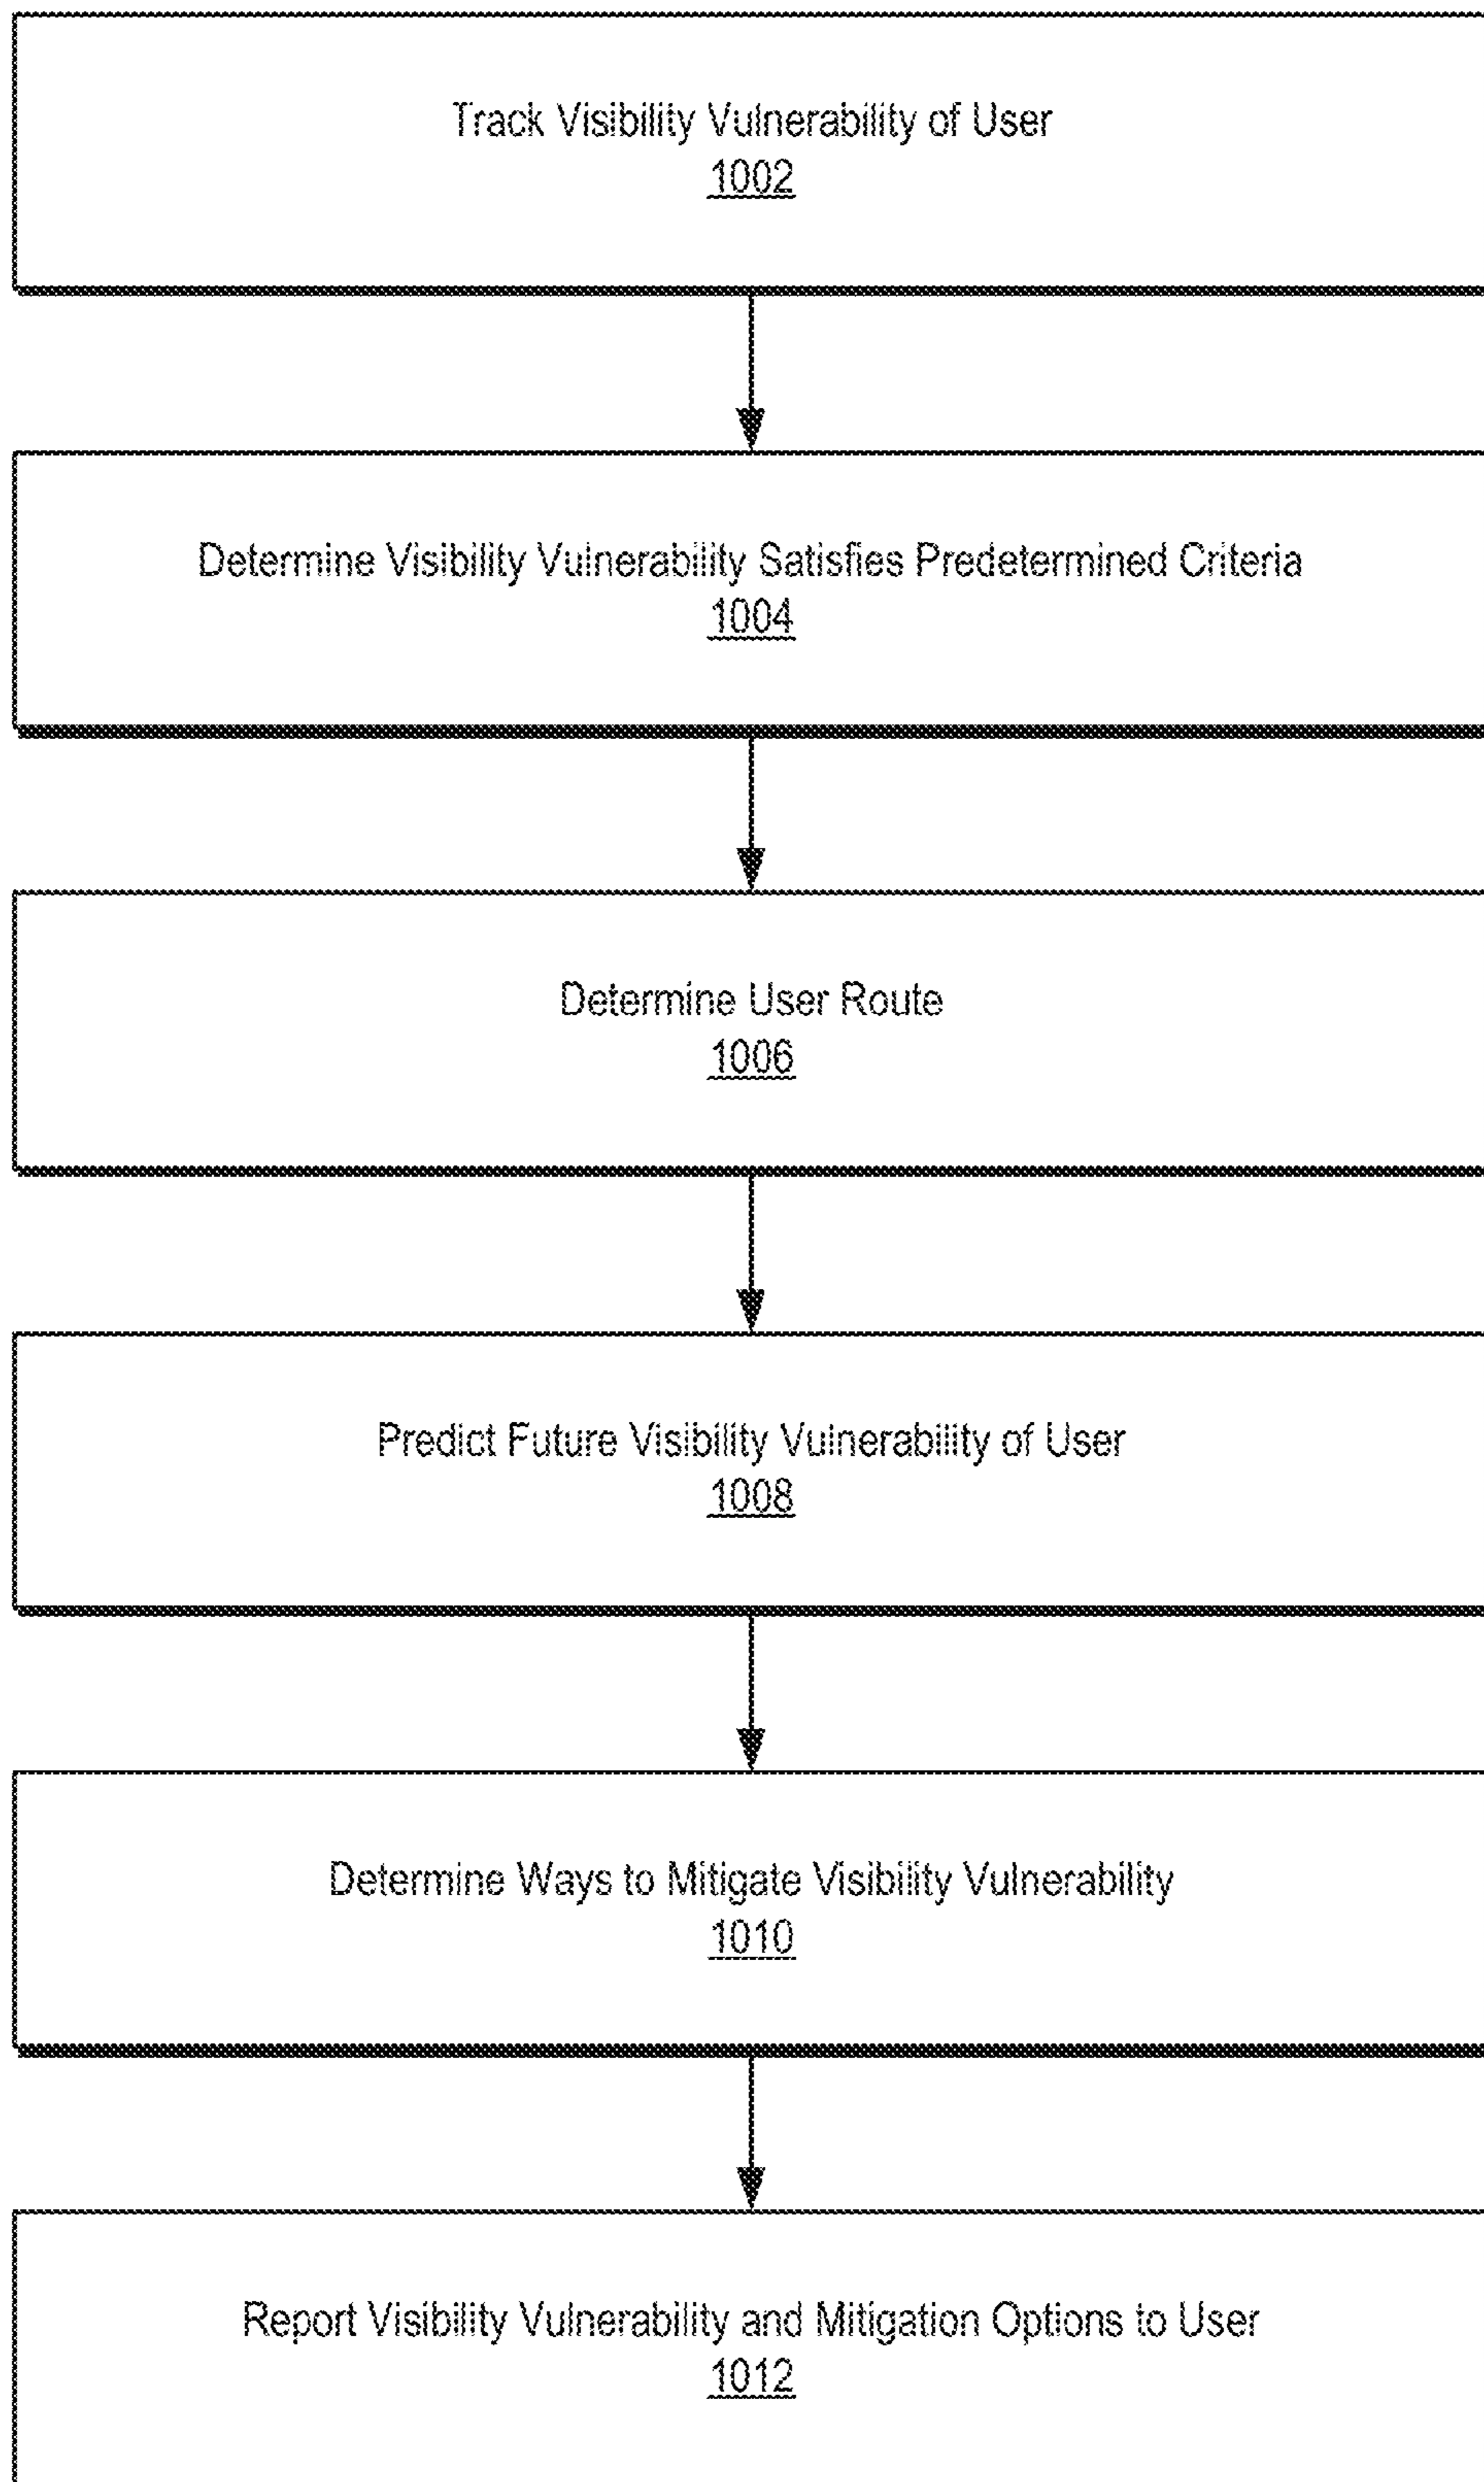 Track Visibility Vulnerability of User
1002
Determine Visibility Vulnerability Satisfies Predetermined Criteria
1004
Determine User Route
1006
Predict Future Visibility Vulnerability of User
1008
Determine Ways to Mitigate Visibility Vulnerability
1010
Report Visibility Vulnerability and Mitigation Options to User
1012